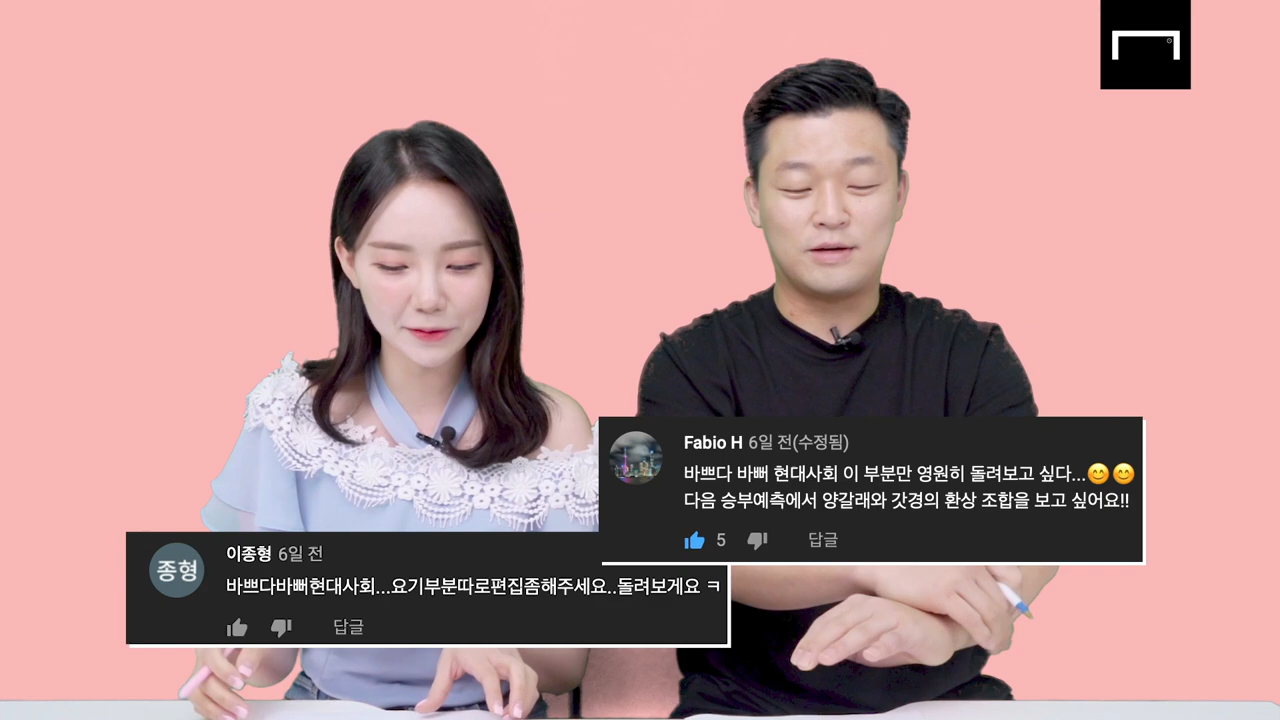 Fabio H 6일 전(수정됨)
바쁘다 바뻐 현대사회 이 부분만 영원히 돌려보고 싶다...😊😊
다음 승부예측에서 양갈래와 갓경의 환상 조합을 보고 싶어요!!
5 답글
종형
이종형 6일 전
바쁘다바뻐현대사회...요기부분따로편집좀해주세요..돌려보게요 ㅋ
답글